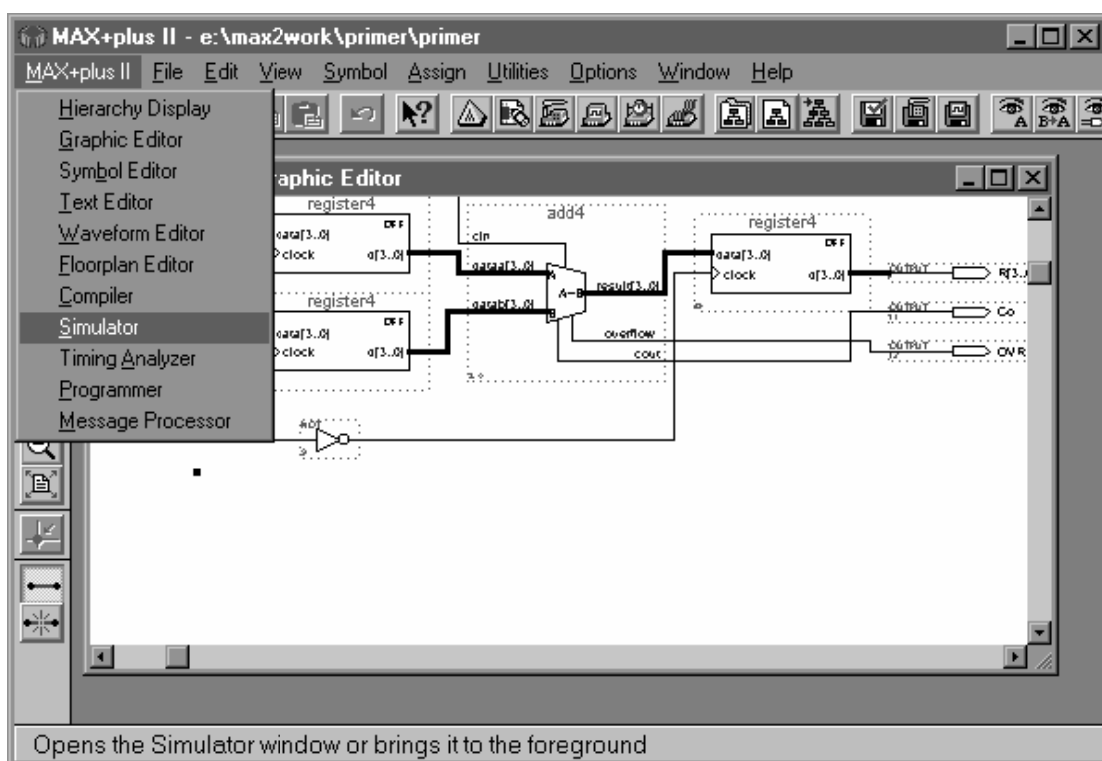 MAX+plus II - e:\max2work\primer\primer
MAX+plus II File Edit View Symbol Assign Utilities Options Window Help
Hierarchy Display
Graphic Editor
Symbol Editor
Text Editor
Waveform Editor
Floorplan Editor
Compiler
Simulator
Timing Analyzer
Programmer
Message Processor
A B+A
aphic Editor
register4
DFF
data[3..0]
clock q[3..0]
register4
DFF
data[3..0]
clock q[3..0]
add4
cin
dataa[3..0]
A
A+B
result[3..0]
datab[3..0]
B
overflow
cout
register4
DFF
data[3..0]
clock q[3..0]
OUTPUT R[3..
OUTPUT Co
OUTPUT OVR
NOT
Opens the Simulator window or brings it to the foreground